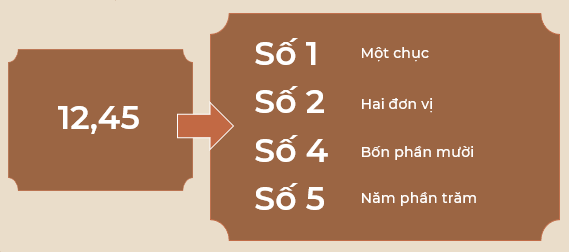 12,45
Số 1 Một chục
Số 2 Hai đơn vị
Số 4 Bốn phần mười
Số 5 Năm phần trăm